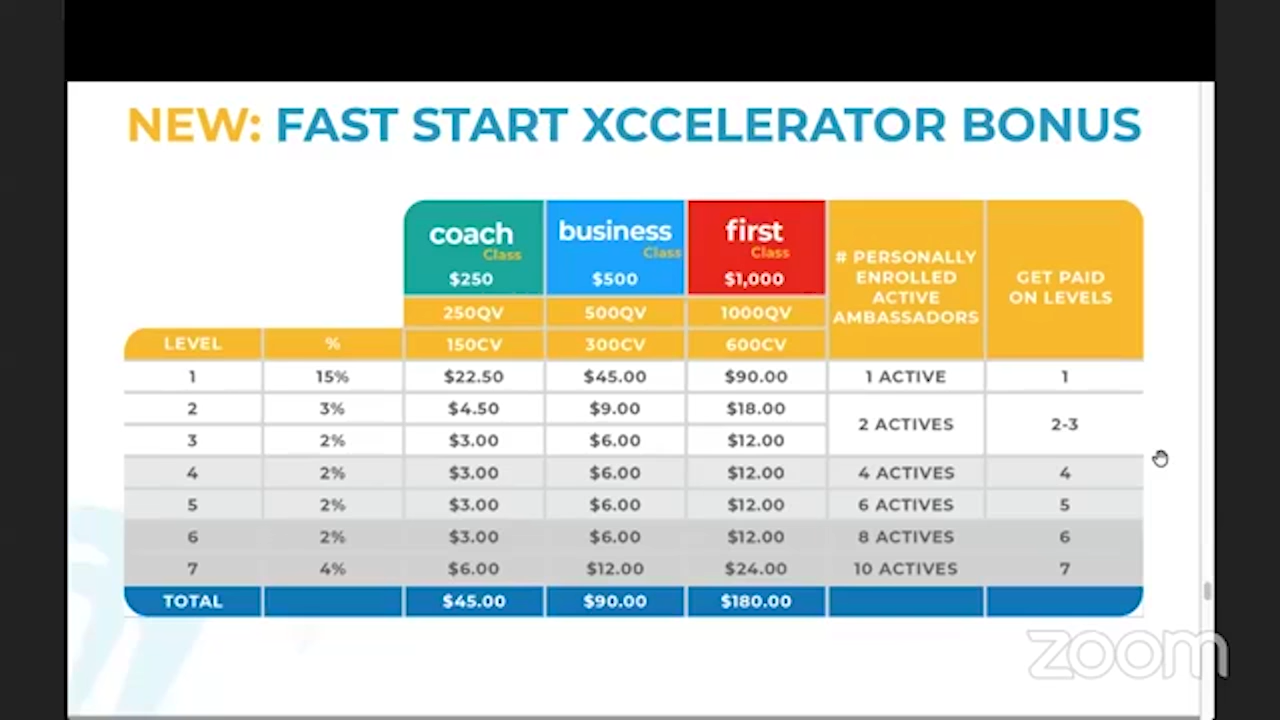 NEW: FAST START XCCELERATOR BONUS
coach
Class
$250
business
Class
$500
first
Class
$1,000
# PERSONALLY
ENROLLED
ACTIVE
AMBASSADORS
GET PAID
ON LEVELS
250QV 500QV 1000QV
LEVEL % 150CV 300CV 600CV
1 15% $22.50 $45.00 $90.00 1 ACTIVE 1
2 3% $4.50 $9.00 $18.00
2 ACTIVES 2-3
3 2% $3.00 $6.00 $12.00
4 2% $3.00 $6.00 $12.00 4 ACTIVES 4
5 2% $3.00 $6.00 $12.00 6 ACTIVES 5
6 2% $3.00 $6.00 $12.00 8 ACTIVES 6
7 4% $6.00 $12.00 $24.00 10 ACTIVES 7
TOTAL $45.00 $90.00 $180.00
zoom